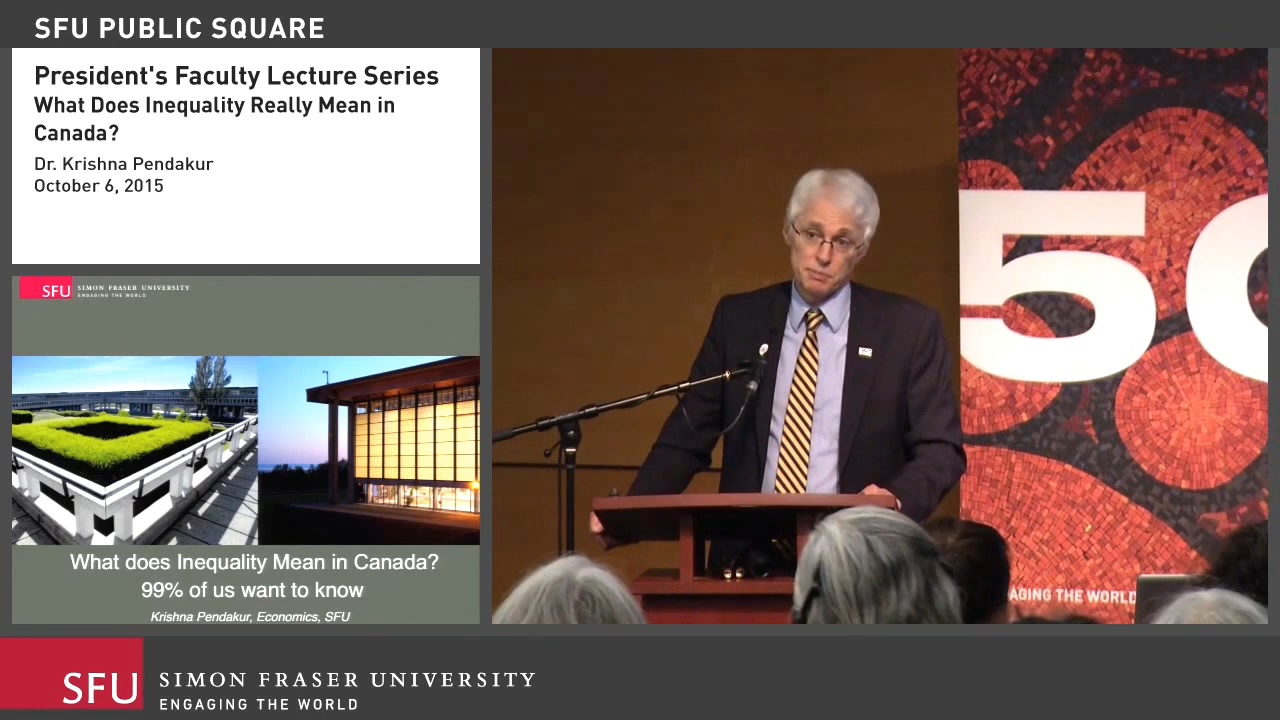 SFU PUBLIC SQUARE
President's Faculty Lecture Series
What Does Inequality Really Mean in
Canada?
Dr. Krishna Pendakur
October 6, 2015
SFU SIMON FRASER UNIVERSITY
ENGAGING THE WORLD
What does Inequality Mean in Canada?
99% of us want to know
Krishna Pendakur, Economics, SFU
50
AGING THE WORLD
SFU SIMON FRASER UNIVERSITY
ENGAGING THE WORLD